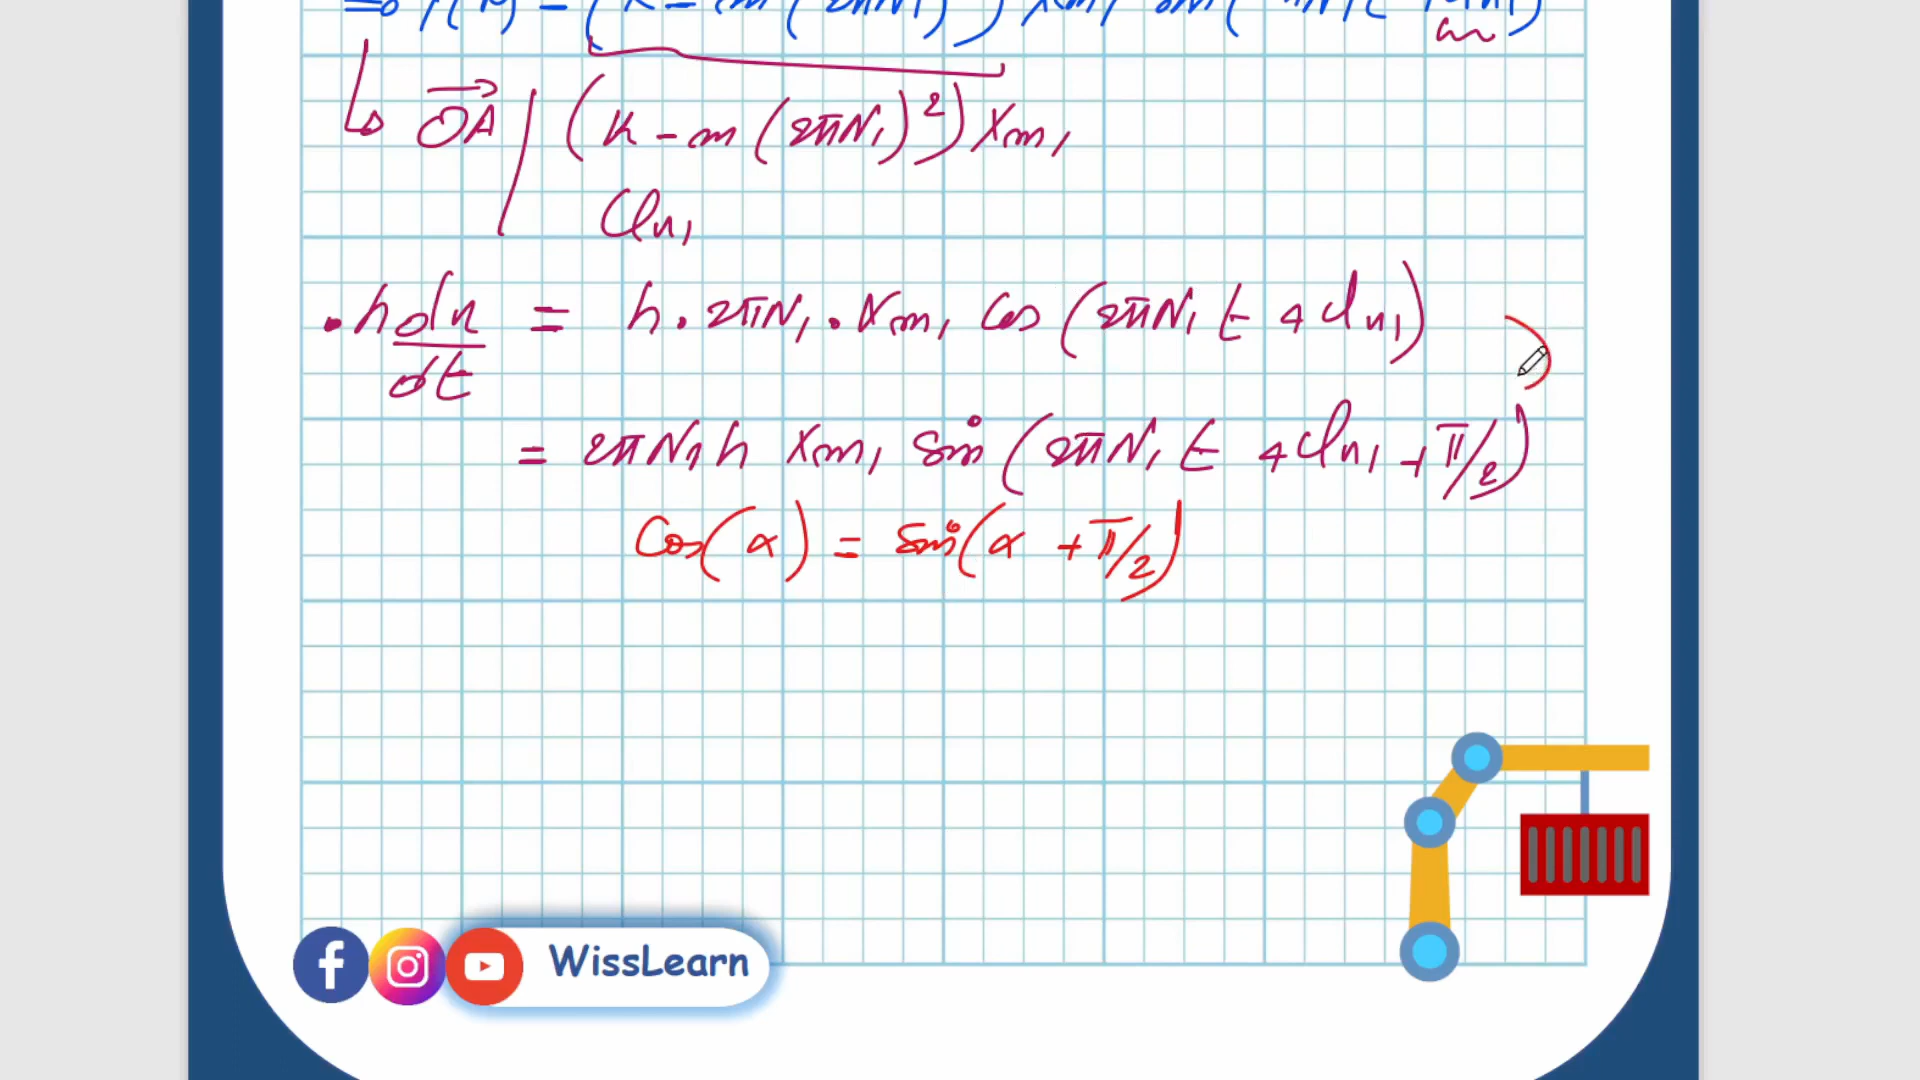 OA | (k - m (2πN₁)²) Xm₁
φx₁
. h dx/dt = h . 2πN₁ . Xm₁ cos (2πN₁ t + φx₁)
= 2πN₁ h Xm₁ sin (2πN₁ t + φx₁ + π/2)
Cos(α) = sin(α + π/2)
WissLearn